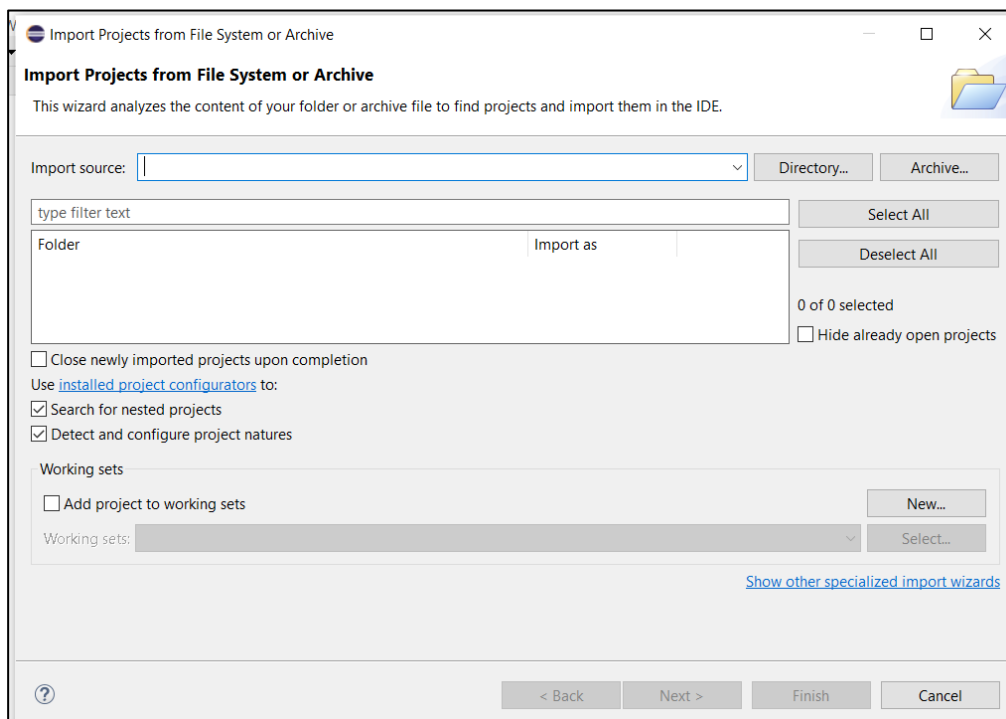 Import Projects from File System or Archive
Import Projects from File System or Archive
This wizard analyzes the content of your folder or archive file to find projects and import them in the IDE.
Import source: Directory... Archive...
type filter text Select All
Folder Import as
Deselect All
0 of 0 selected
Hide already open projects
Close newly imported projects upon completion
Use installed project configurators to:
Search for nested projects
Detect and configure project natures
Working sets
Add project to working sets New...
Working sets: Select...
Show other specialized import wizards
? < Back Next > Finish Cancel